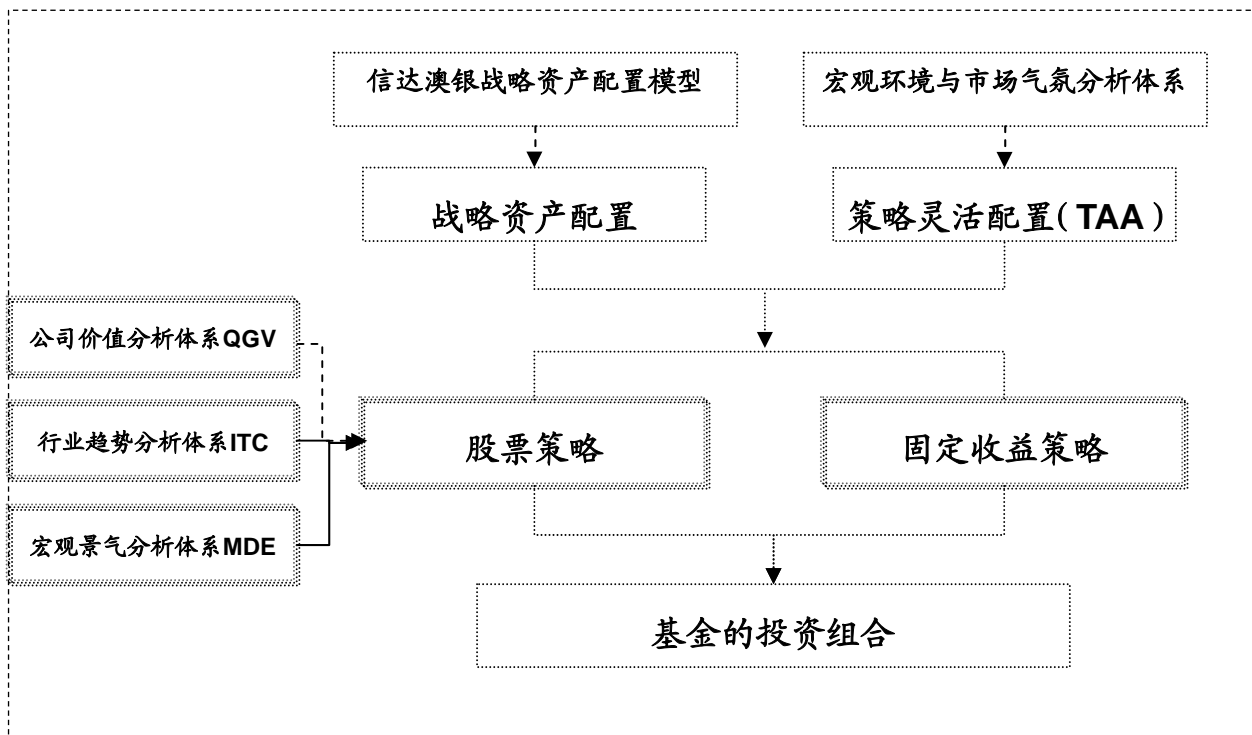 信达澳银战略资产配置模型
宏观环境与市场气氛分析体系
战略资产配置
策略灵活配置(TAA)
公司价值分析体系QGV
行业趋势分析体系ITC
宏观景气分析体系MDE
股票策略
固定收益策略
基金的投资组合